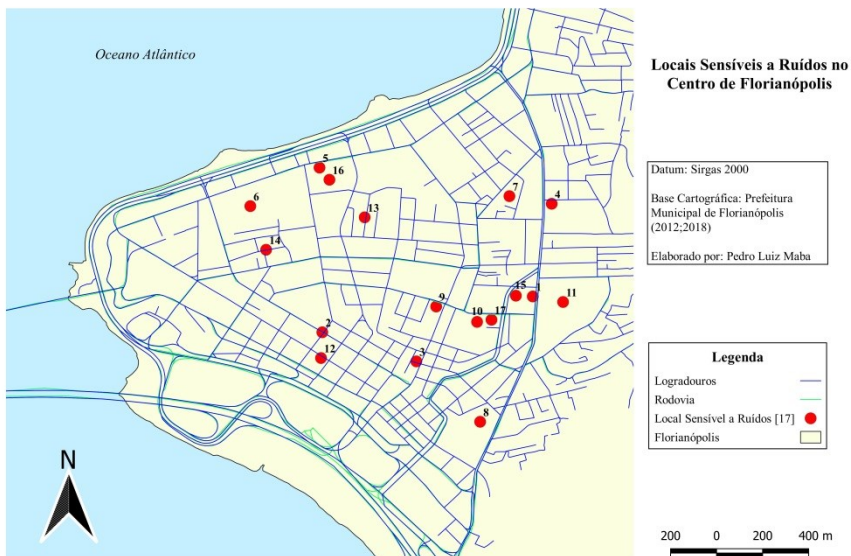 Oceano Atlântico
5
16
6
13
7
4
14
15
1
11
9
10
17
2
12
3
8
N
Locais Sensíveis a Ruídos no
Centro de Florianópolis
Datum: Sirgas 2000
Base Cartográfica: Prefeitura
Municipal de Florianópolis
(2012;2018)
Elaborado por: Pedro Luiz Maba
Legenda
Logradouros
Rodovia
Local Sensível a Ruídos [17]
Florianópolis
200 0 200 400 m